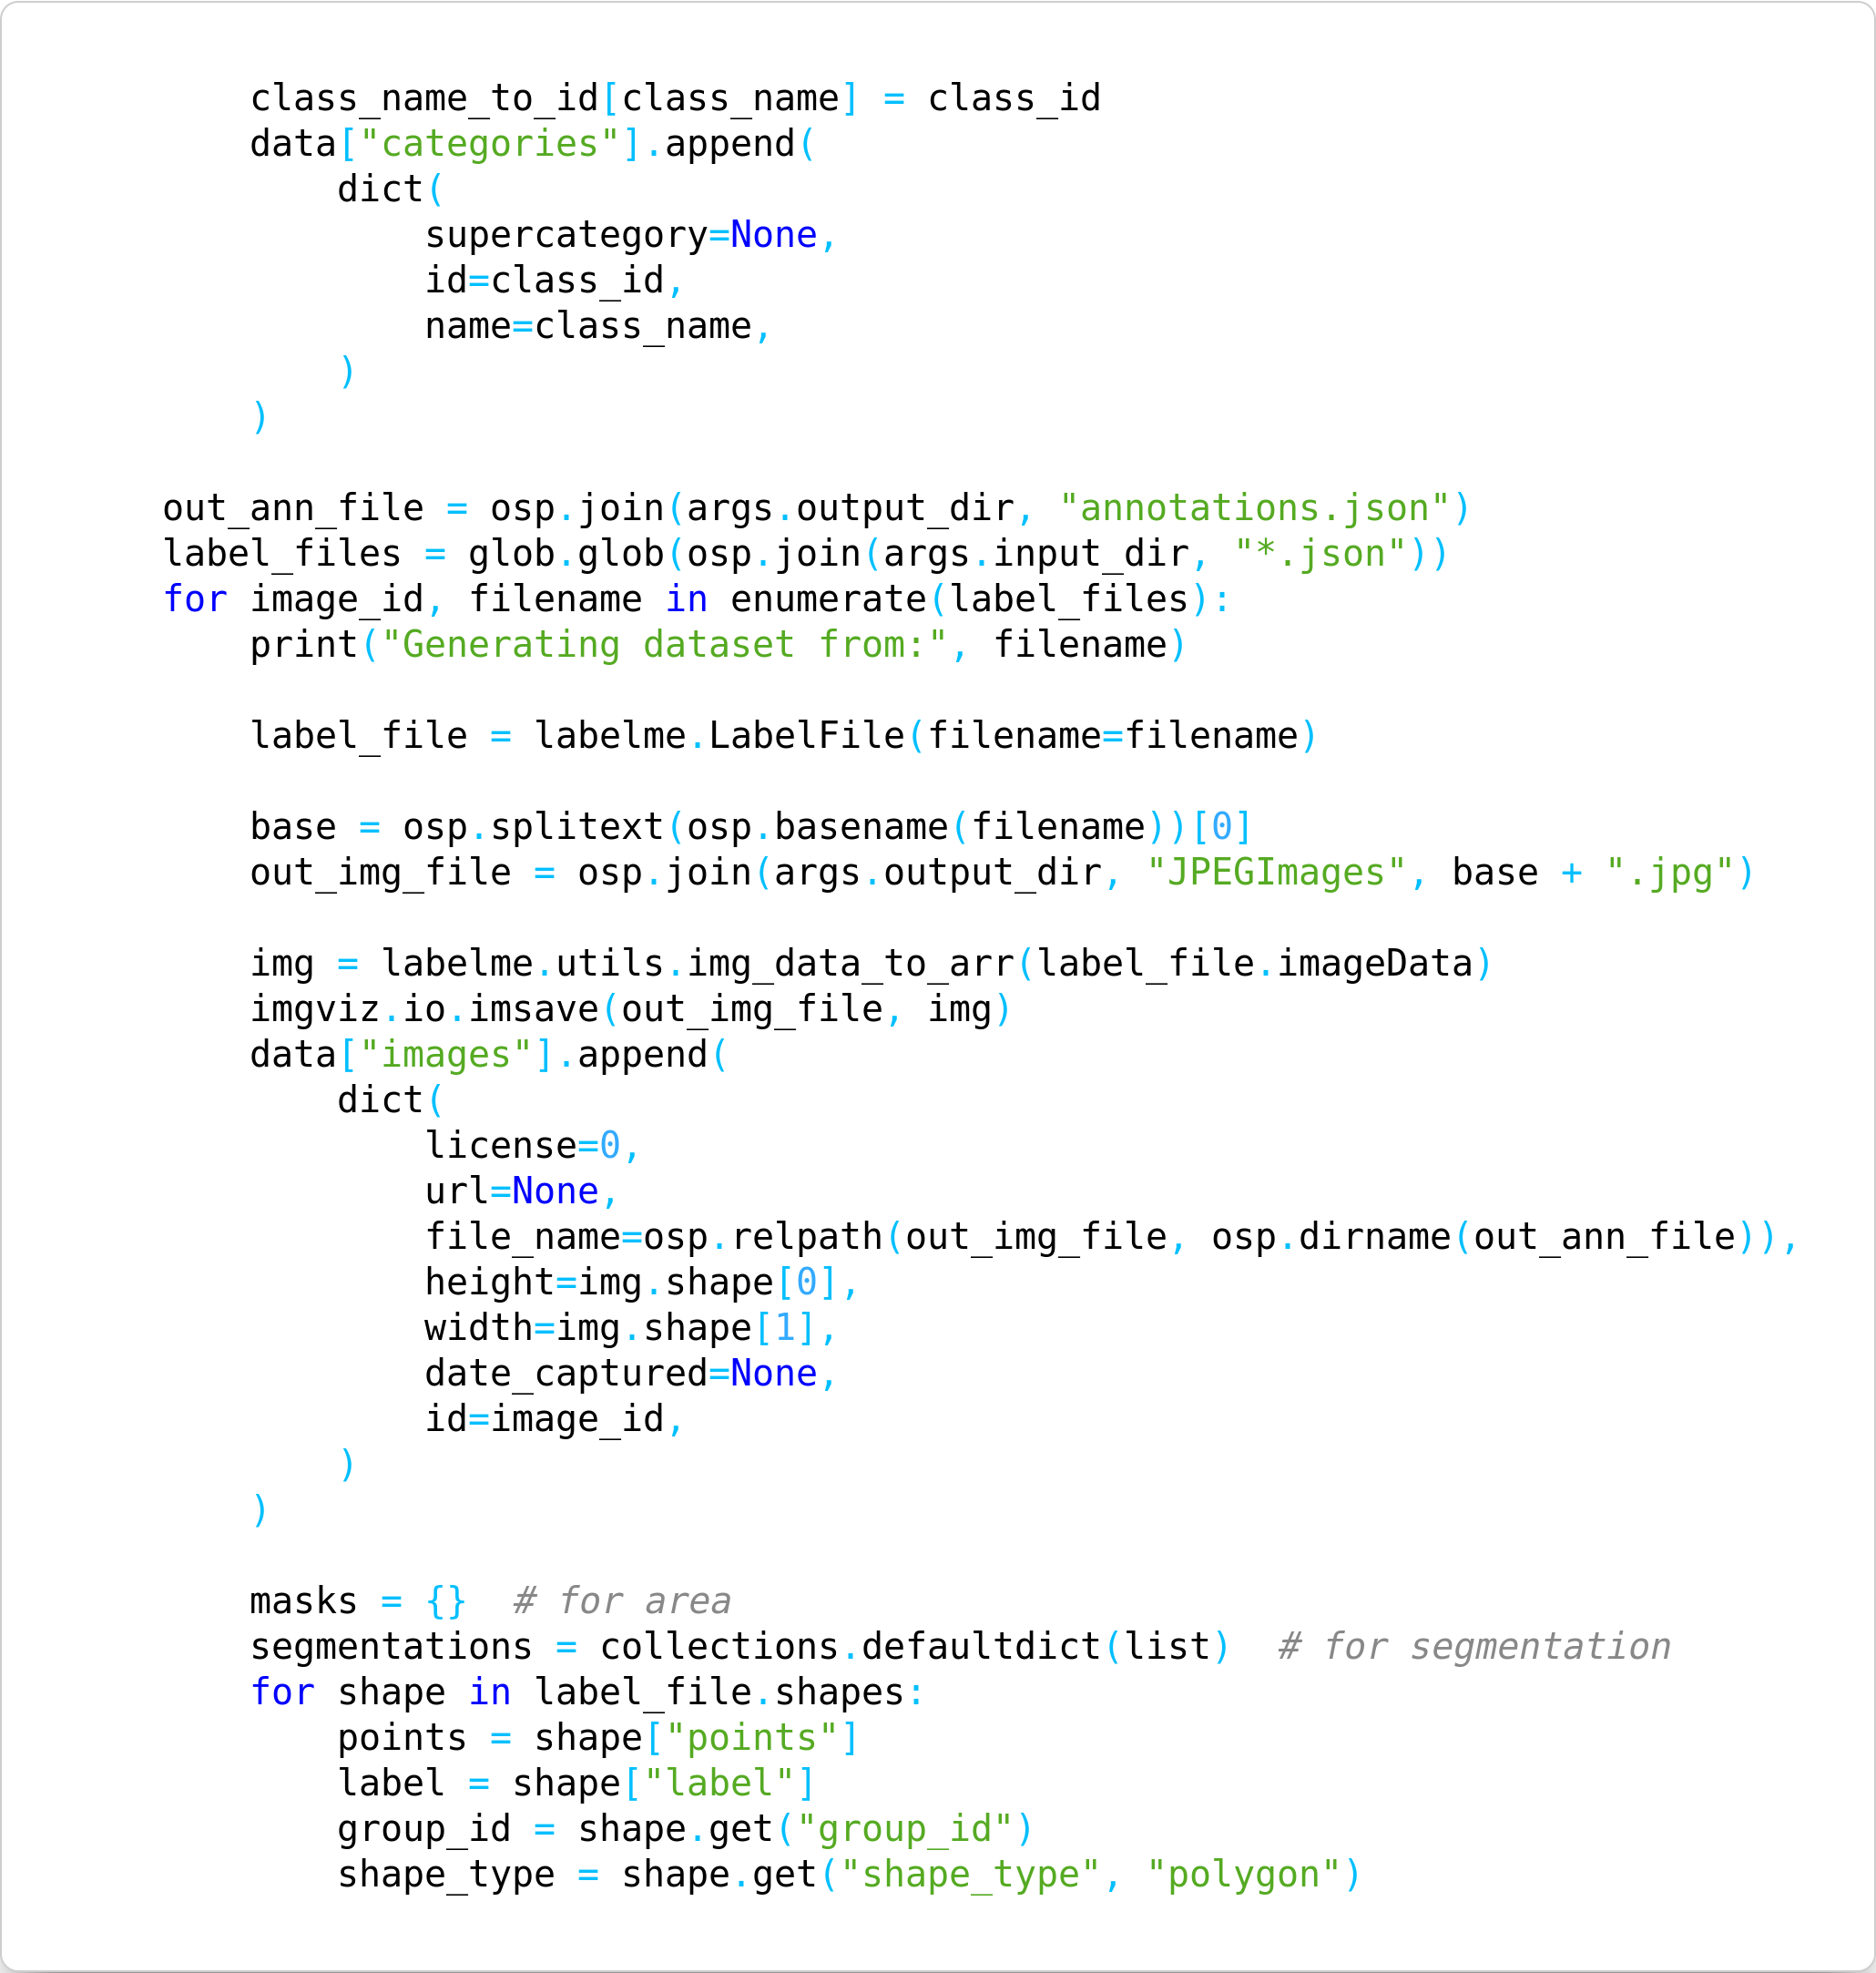 class_name_to_id[class_name] = class_id
        data["categories"].append(
            dict(
                supercategory=None,
                id=class_id,
                name=class_name,
            )
        )

    out_ann_file = osp.join(args.output_dir, "annotations.json")
    label_files = glob.glob(osp.join(args.input_dir, "*.json"))
    for image_id, filename in enumerate(label_files):
        print("Generating dataset from:", filename)

        label_file = labelme.LabelFile(filename=filename)

        base = osp.splitext(osp.basename(filename))[0]
        out_img_file = osp.join(args.output_dir, "JPEGImages", base + ".jpg")

        img = labelme.utils.img_data_to_arr(label_file.imageData)
        imgviz.io.imsave(out_img_file, img)
        data["images"].append(
            dict(
                license=0,
                url=None,
                file_name=osp.relpath(out_img_file, osp.dirname(out_ann_file)),
                height=img.shape[0],
                width=img.shape[1],
                date_captured=None,
                id=image_id,
            )
        )

        masks = {}  # for area
        segmentations = collections.defaultdict(list)  # for segmentation
        for shape in label_file.shapes:
            points = shape["points"]
            label = shape["label"]
            group_id = shape.get("group_id")
            shape_type = shape.get("shape_type", "polygon")